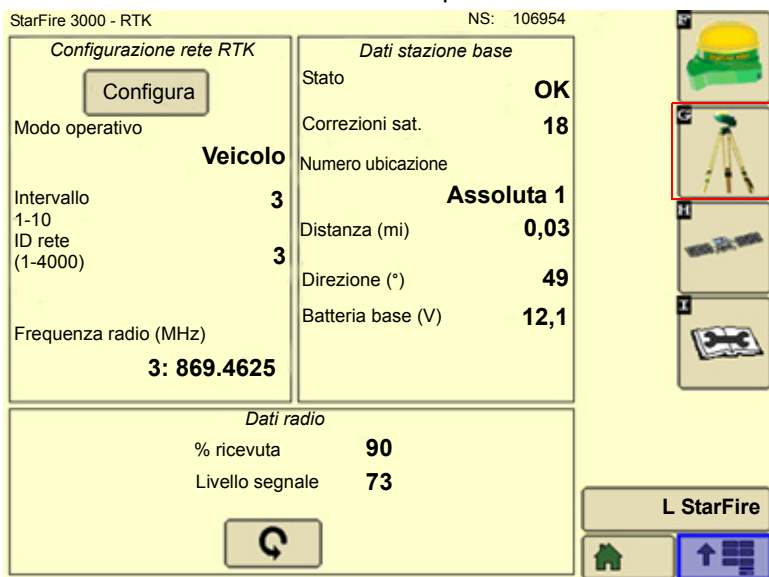 StarFire 3000 - RTK
NS: 106954
Configurazione rete RTK
Configura
Modo operativo
Veicolo
Intervallo 3
1-10
ID rete
(1-4000) 3
Frequenza radio (MHz)
3: 869.4625
Dati stazione base
Stato OK
Correzioni sat. 18
Numero ubicazione
Assoluta 1
Distanza (mi) 0,03
Direzione (°) 49
Batteria base (V) 12,1
Dati radio
% ricevuta 90
Livello segnale 73
F
G
H
I
L StarFire